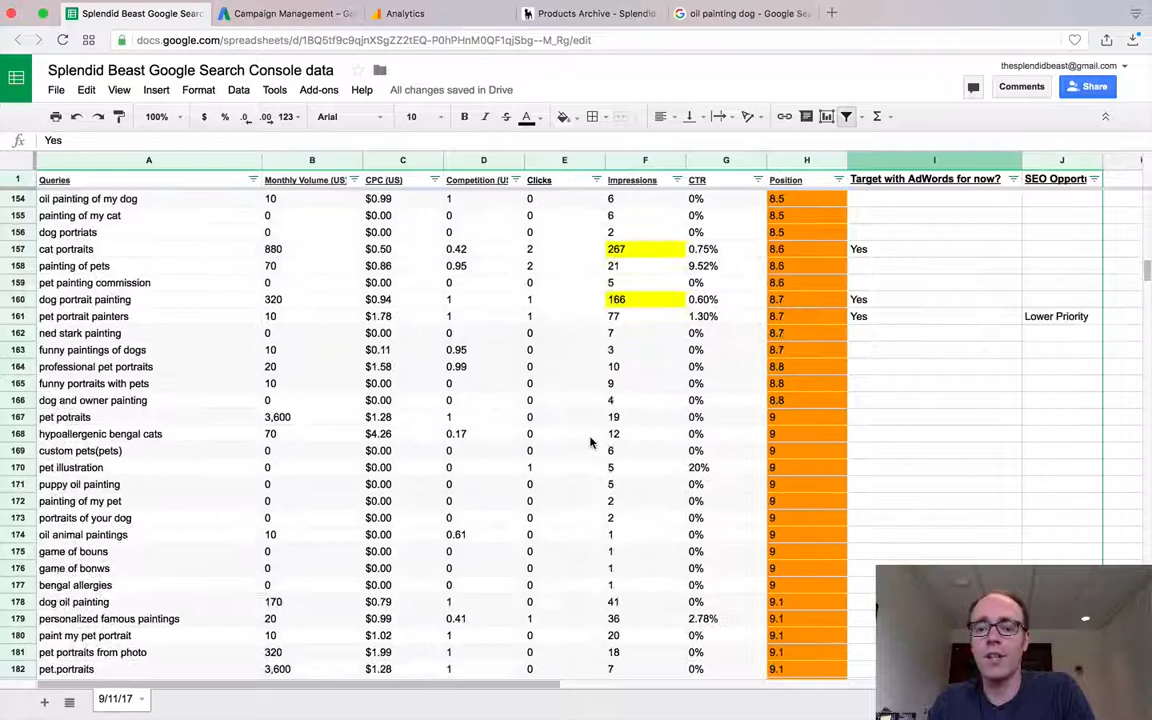 Splendid Beast Google Search
Campaign Management – Ga
Analytics
Products Archive - Splendid
oil painting dog - Google Se
docs.google.com/spreadsheets/d/1BQ5tf9c9qjnXSgZZ2tEQ-P0hPHnM0QF1qjSbg--M_Rg/edit
Splendid Beast Google Search Console data
thesplendidbeast@gmail.com
File Edit View Insert Format Data Tools Add-ons Help All changes saved in Drive
Comments Share
100% $ % .0 .00 123 Arial 10 B I S A Σ
fx Yes
A B C D E F G H I J
1 Queries Monthly Volume (US) CPC (US) Competition (US Clicks Impressions CTR Position Target with AdWords for now? SEO Opport
154 oil painting of my dog 10 $0.99 1 0 6 0% 8.5
155 painting of my cat 0 $0.00 0 0 6 0% 8.5
156 dog portriats 0 $0.00 0 0 2 0% 8.5
157 cat portraits 880 $0.50 0.42 2 267 0.75% 8.6 Yes
158 painting of pets 70 $0.86 0.95 2 21 9.52% 8.6
159 pet painting commission 0 $0.00 0 0 5 0% 8.6
160 dog portrait painting 320 $0.94 1 1 166 0.60% 8.7 Yes
161 pet portrait painters 10 $1.78 1 1 77 1.30% 8.7 Yes Lower Priority
162 ned stark painting 0 $0.00 0 0 7 0% 8.7
163 funny paintings of dogs 10 $0.11 0.95 0 3 0% 8.7
164 professional pet portraits 20 $1.58 0.99 0 10 0% 8.8
165 funny portraits with pets 10 $0.00 0 0 9 0% 8.8
166 dog and owner painting 0 $0.00 0 0 4 0% 8.8
167 pet potraits 3,600 $1.28 1 0 19 0% 9
168 hypoallergenic bengal cats 70 $4.26 0.17 0 12 0% 9
169 custom pets(pets) 0 $0.00 0 0 6 0% 9
170 pet illustration 0 $0.00 0 1 5 20% 9
171 puppy oil painting 0 $0.00 0 0 5 0% 9
172 painting of my pet 0 $0.00 0 0 2 0% 9
173 portraits of your dog 0 $0.00 0 0 2 0% 9
174 oil animal paintings 10 $0.00 0.61 0 1 0% 9
175 game of bouns 0 $0.00 0 0 1 0% 9
176 game of bonws 0 $0.00 0 0 1 0% 9
177 bengal allergies 0 $0.00 0 0 1 0% 9
178 dog oil painting 170 $0.79 1 0 41 0% 9.1
179 personalized famous paintings 20 $0.99 0.41 1 36 2.78% 9.1
180 paint my pet portrait 10 $1.02 1 0 20 0% 9.1
181 pet portraits from photo 320 $1.99 1 0 18 0% 9.1
182 pet.portraits 3,600 $1.28 1 0 7 0% 9.1
9/11/17